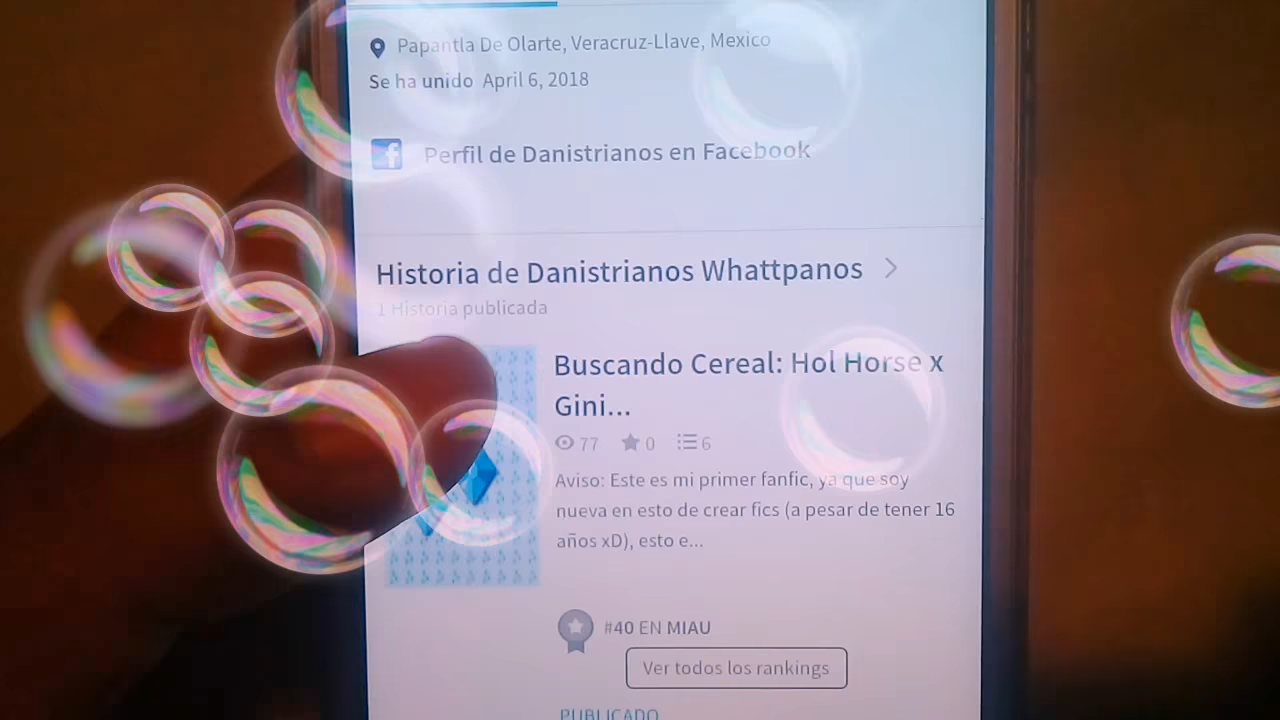 Papantla De Olarte, Veracruz-Llave, Mexico
Se ha unido April 6, 2018
Perfil de Danistrianos en Facebook
Historia de Danistrianos Whattpanos
1 Historia publicada
Buscando Cereal: Hol Horse x
Gini...
77 0 6
Aviso: Este es mi primer fanfic, ya que soy
nueva en esto de crear fics (a pesar de tener 16
años xD), esto e...
#40 EN MIAU
Ver todos los rankings
PUBLICADO